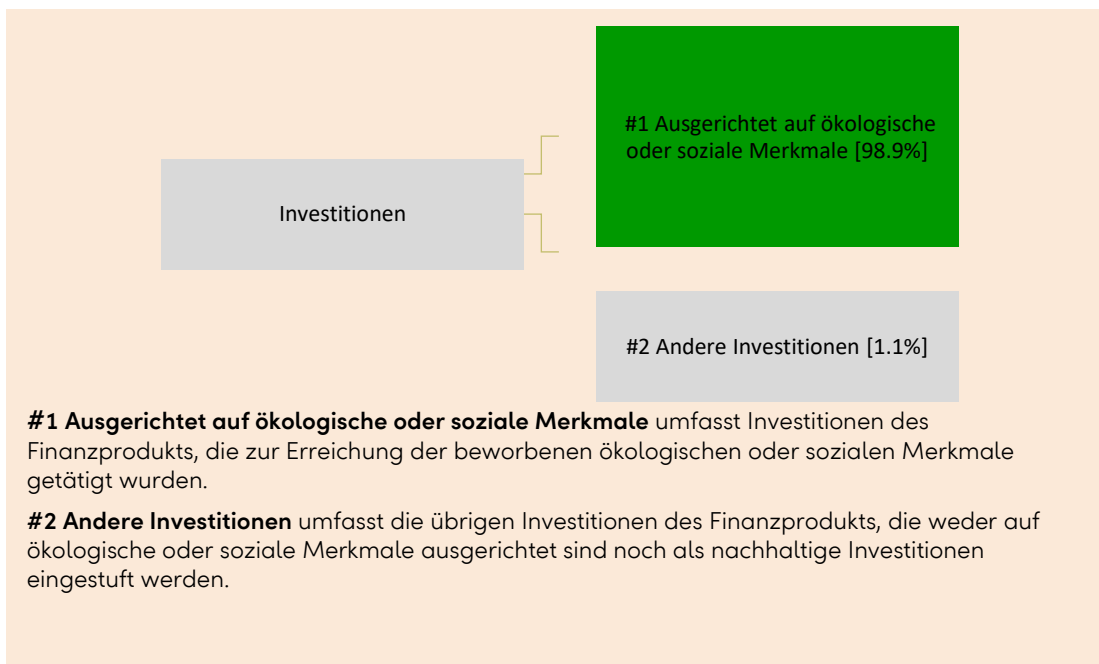 #1 Ausgerichtet auf ökologische
oder soziale Merkmale [98.9%]
Investitionen
#2 Andere Investitionen [1.1%]
#1 Ausgerichtet auf ökologische oder soziale Merkmale umfasst Investitionen des
Finanzprodukts, die zur Erreichung der beworbenen ökologischen oder sozialen Merkmale
getätigt wurden.
#2 Andere Investitionen umfasst die übrigen Investitionen des Finanzprodukts, die weder auf
ökologische oder soziale Merkmale ausgerichtet sind noch als nachhaltige Investitionen
eingestuft werden.